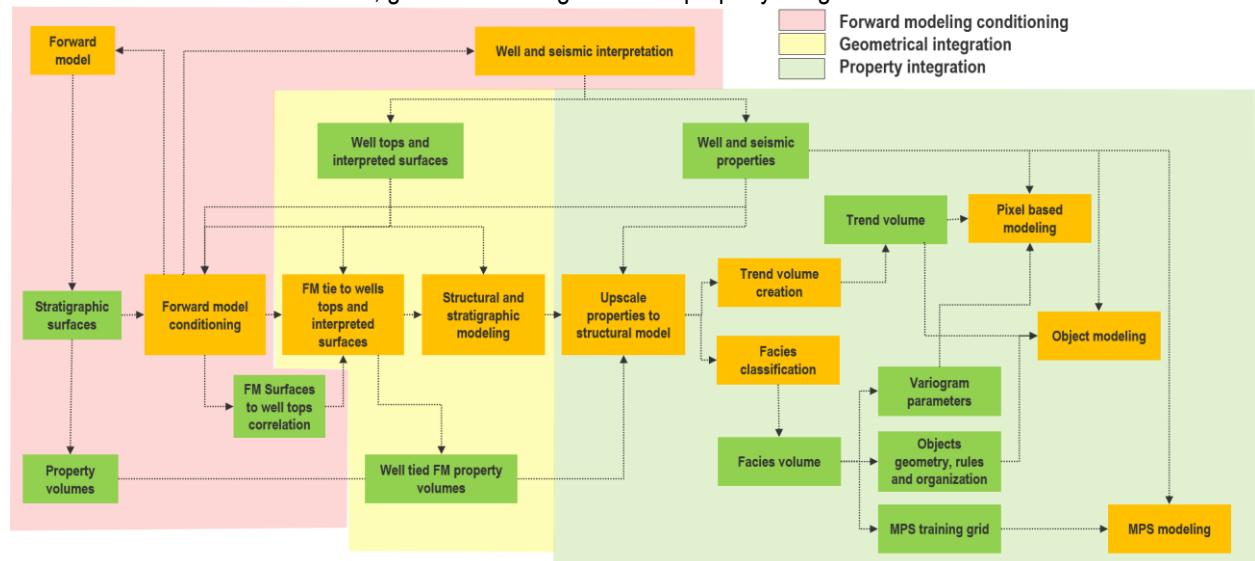 Forward modeling conditioning
Geometrical integration
Property integration
Forward
model
Well and seismic interpretation
Well tops and
interpreted surfaces
Well and seismic
properties
Trend volume
Pixel based
modeling
Stratigraphic
surfaces
Forward model
conditioning
FM tie to wells
tops and
interpreted
surfaces
Structural and
stratigraphic
modeling
Upscale
properties to
structural model
Trend volume
creation
Object modeling
Facies
classification
FM Surfaces
to well tops
correlation
Variogram
parameters
Property
volumes
Well tied FM property
volumes
Facies volume
Objects
geometry, rules
and organization
MPS training grid
MPS modeling